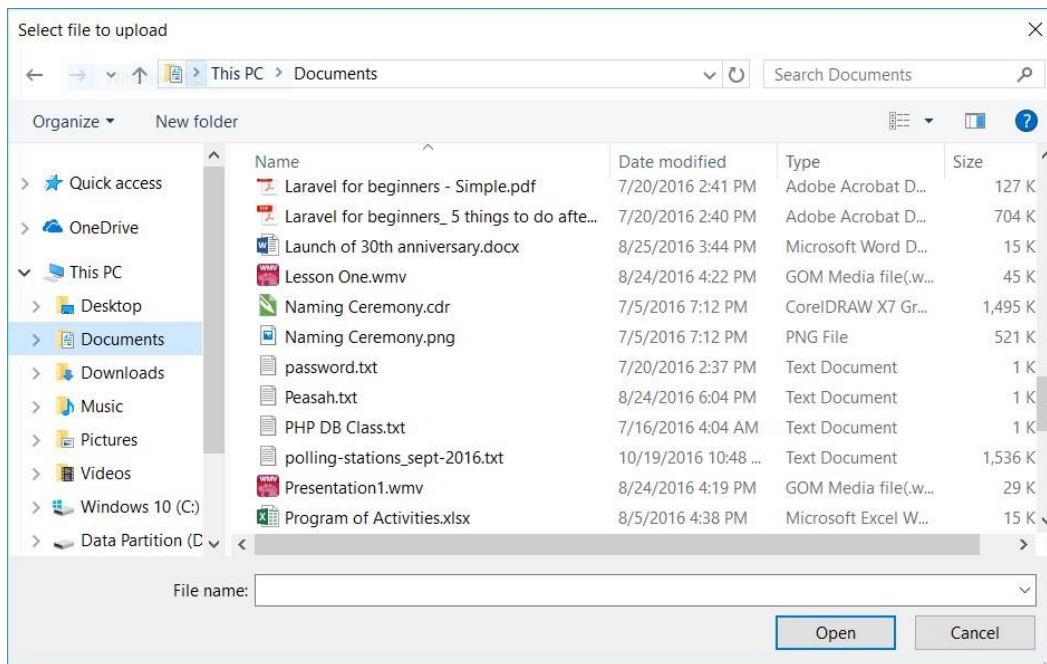 Select file to upload
This PC > Documents
Search Documents
Organize New folder
Name Date modified Type Size
Quick access
OneDrive
This PC
Desktop
Documents
Downloads
Music
Pictures
Videos
Windows 10 (C:)
Data Partition (D
Laravel for beginners - Simple.pdf 7/20/2016 2:41 PM Adobe Acrobat D... 127 K
Laravel for beginners_ 5 things to do afte... 7/20/2016 2:40 PM Adobe Acrobat D... 704 K
Launch of 30th anniversary.docx 8/25/2016 3:44 PM Microsoft Word D... 15 K
Lesson One.wmv 8/24/2016 4:22 PM GOM Media file(.w... 45 K
Naming Ceremony.cdr 7/5/2016 7:12 PM CorelDRAW X7 Gr... 1,495 K
Naming Ceremony.png 7/5/2016 7:12 PM PNG File 521 K
password.txt 7/20/2016 2:37 PM Text Document 1 K
Peasah.txt 8/24/2016 6:04 PM Text Document 1 K
PHP DB Class.txt 7/16/2016 4:04 AM Text Document 1 K
polling-stations_sept-2016.txt 10/19/2016 10:48 ... Text Document 1,536 K
Presentation1.wmv 8/24/2016 4:19 PM GOM Media file(.w... 29 K
Program of Activities.xlsx 8/5/2016 4:38 PM Microsoft Excel W... 15 K
File name:
Open Cancel